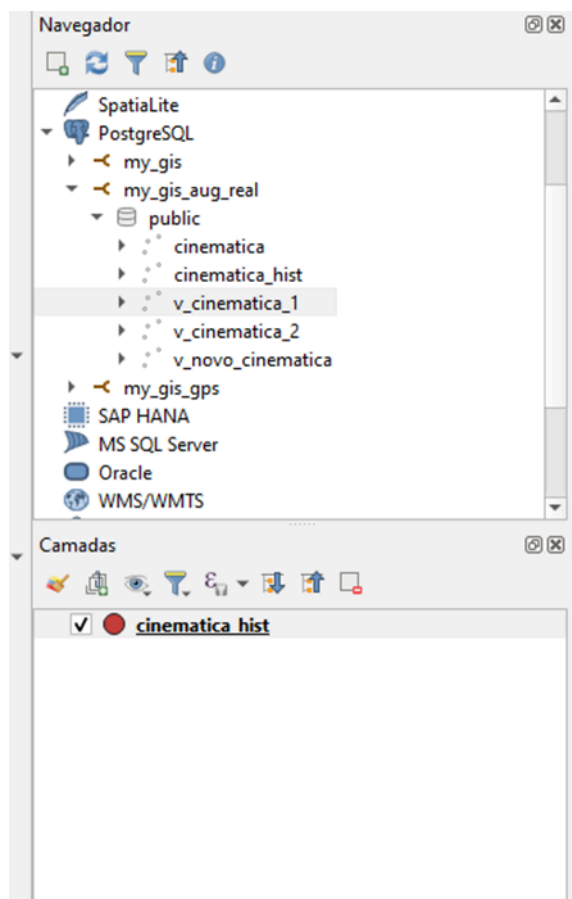 Navegador
SpatiaLite
PostgreSQL
my_gis
my_gis_aug_real
public
cinematica
cinematica_hist
v_cinematica_1
v_cinematica_2
v_novo_cinematica
my_gis_gps
SAP HANA
MS SQL Server
Oracle
WMS/WMTS
Camadas
cinematica_hist